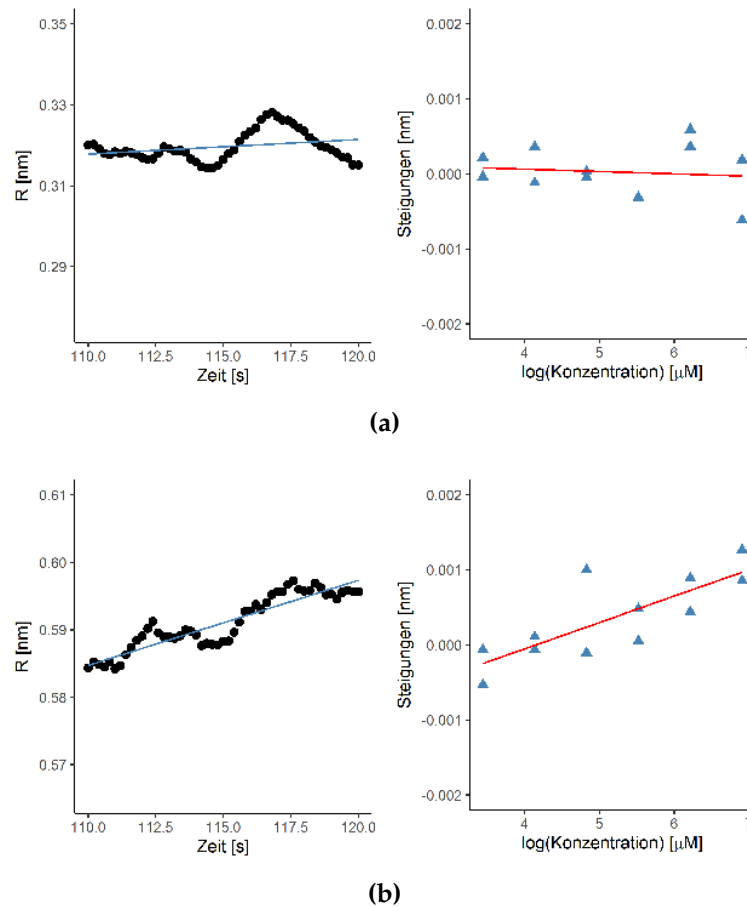 0.35
0.33
0.31
0.29
R [nm]
110.0 112.5 115.0 117.5 120.0
Zeit [s]
0.002
0.001
0.000
-0.001
-0.002
Steigungen [nm]
4 5 6 7
log(Konzentration) [μM]
(a)
0.61
0.60
0.59
0.58
0.57
R [nm]
110.0 112.5 115.0 117.5 120.0
Zeit [s]
0.002
0.001
0.000
-0.001
-0.002
Steigungen [nm]
4 5 6 7
log(Konzentration) [μM]
(b)